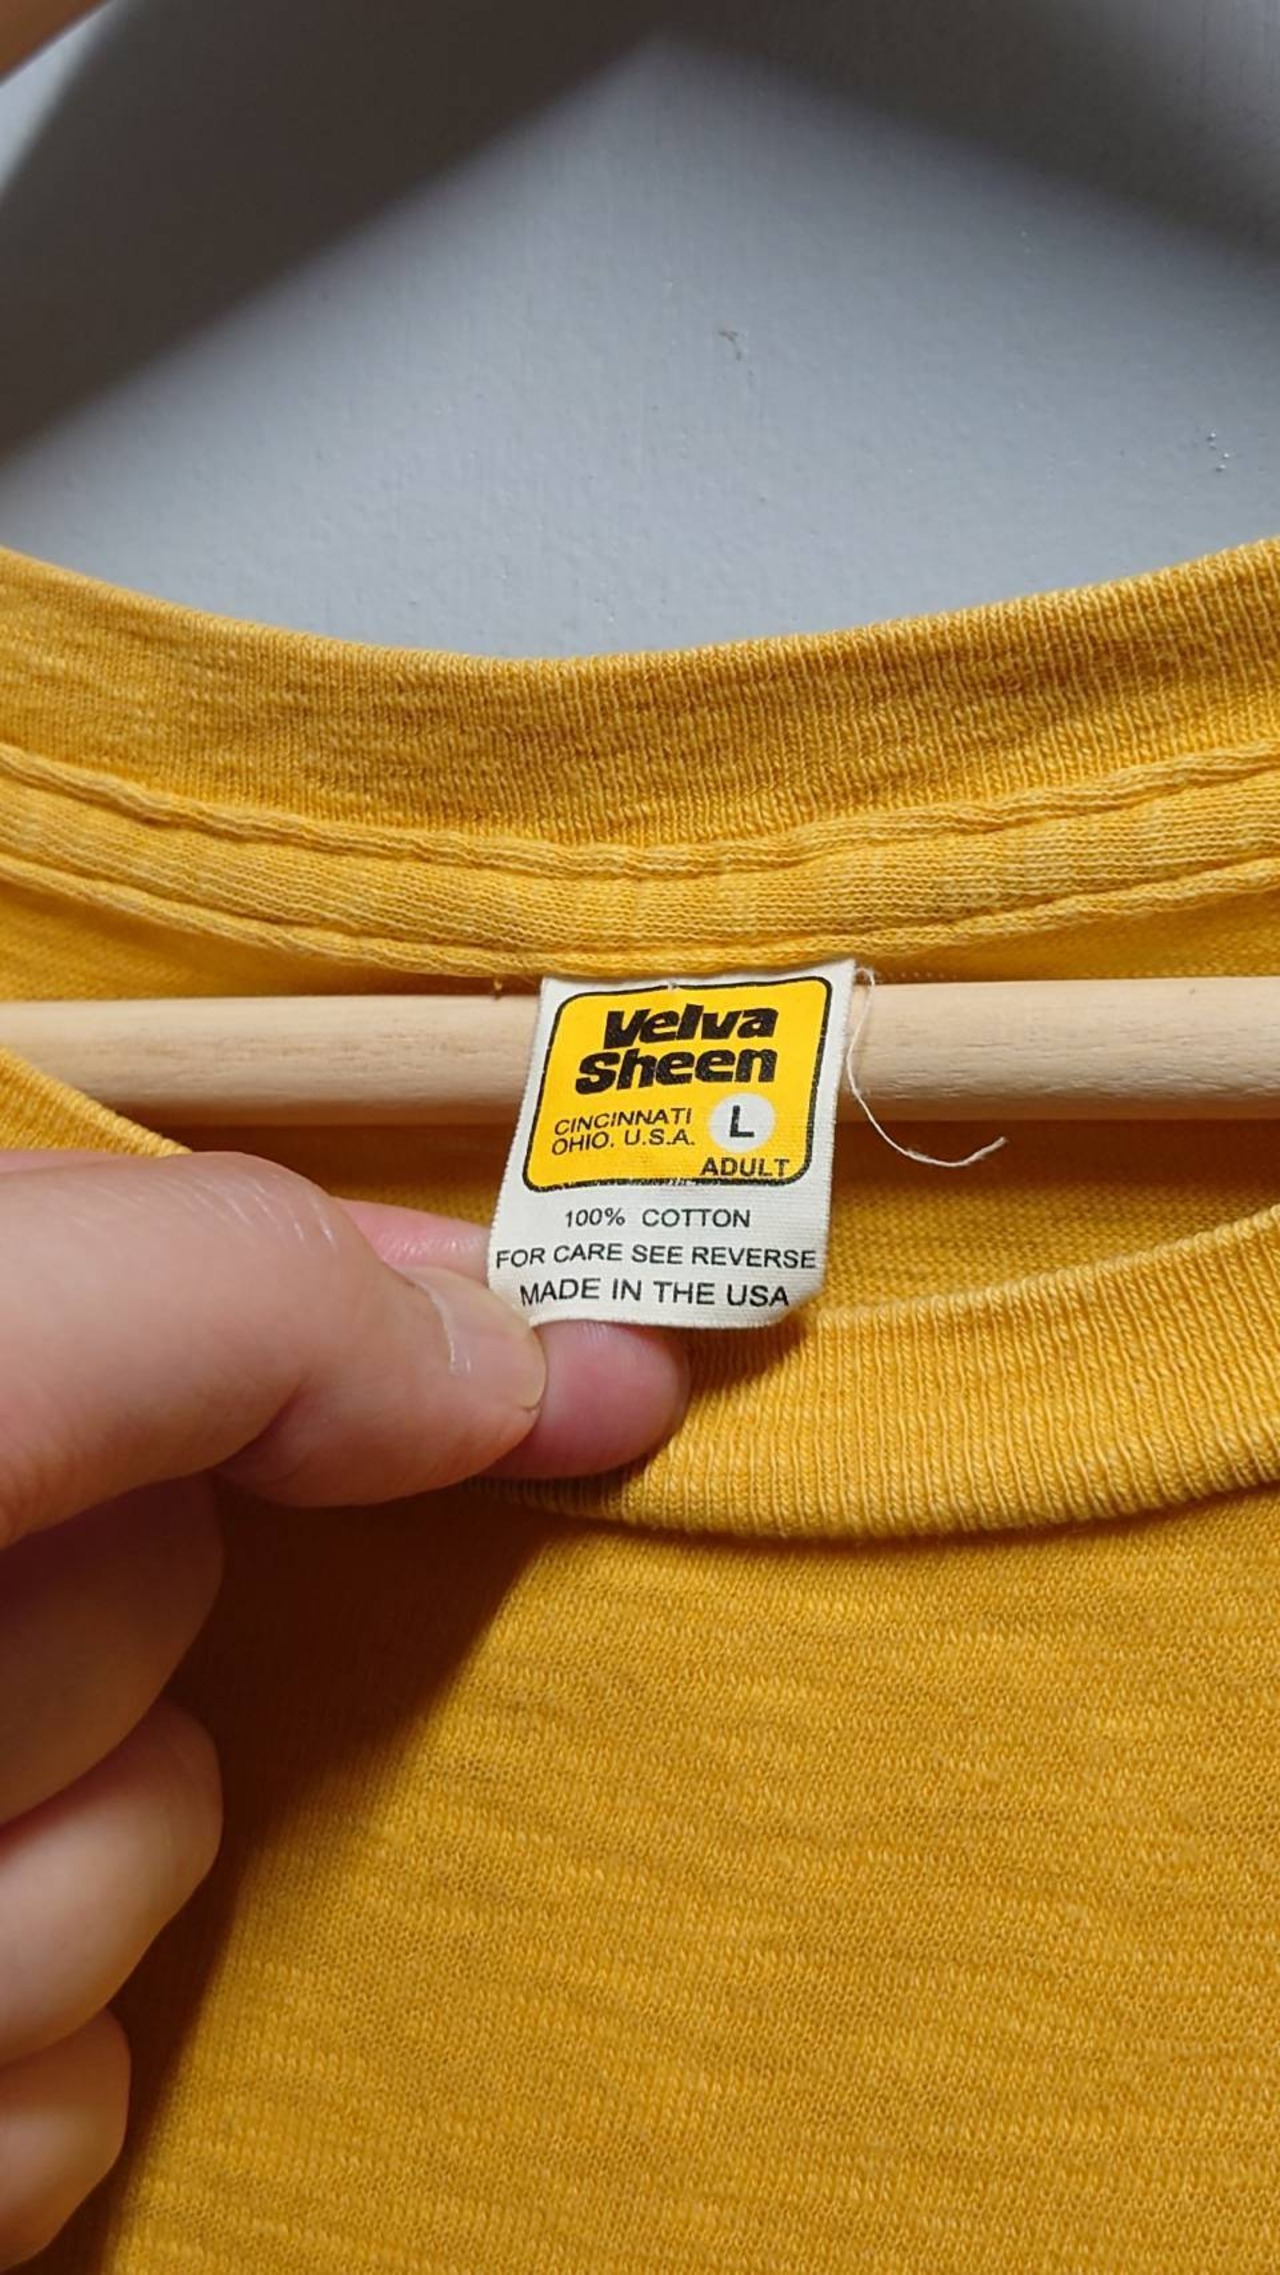 Velva
Sheen
CINCINNATI
OHIO. U.S.A.
L
ADULT
100% COTTON
FOR CARE SEE REVERSE
MADE IN THE USA